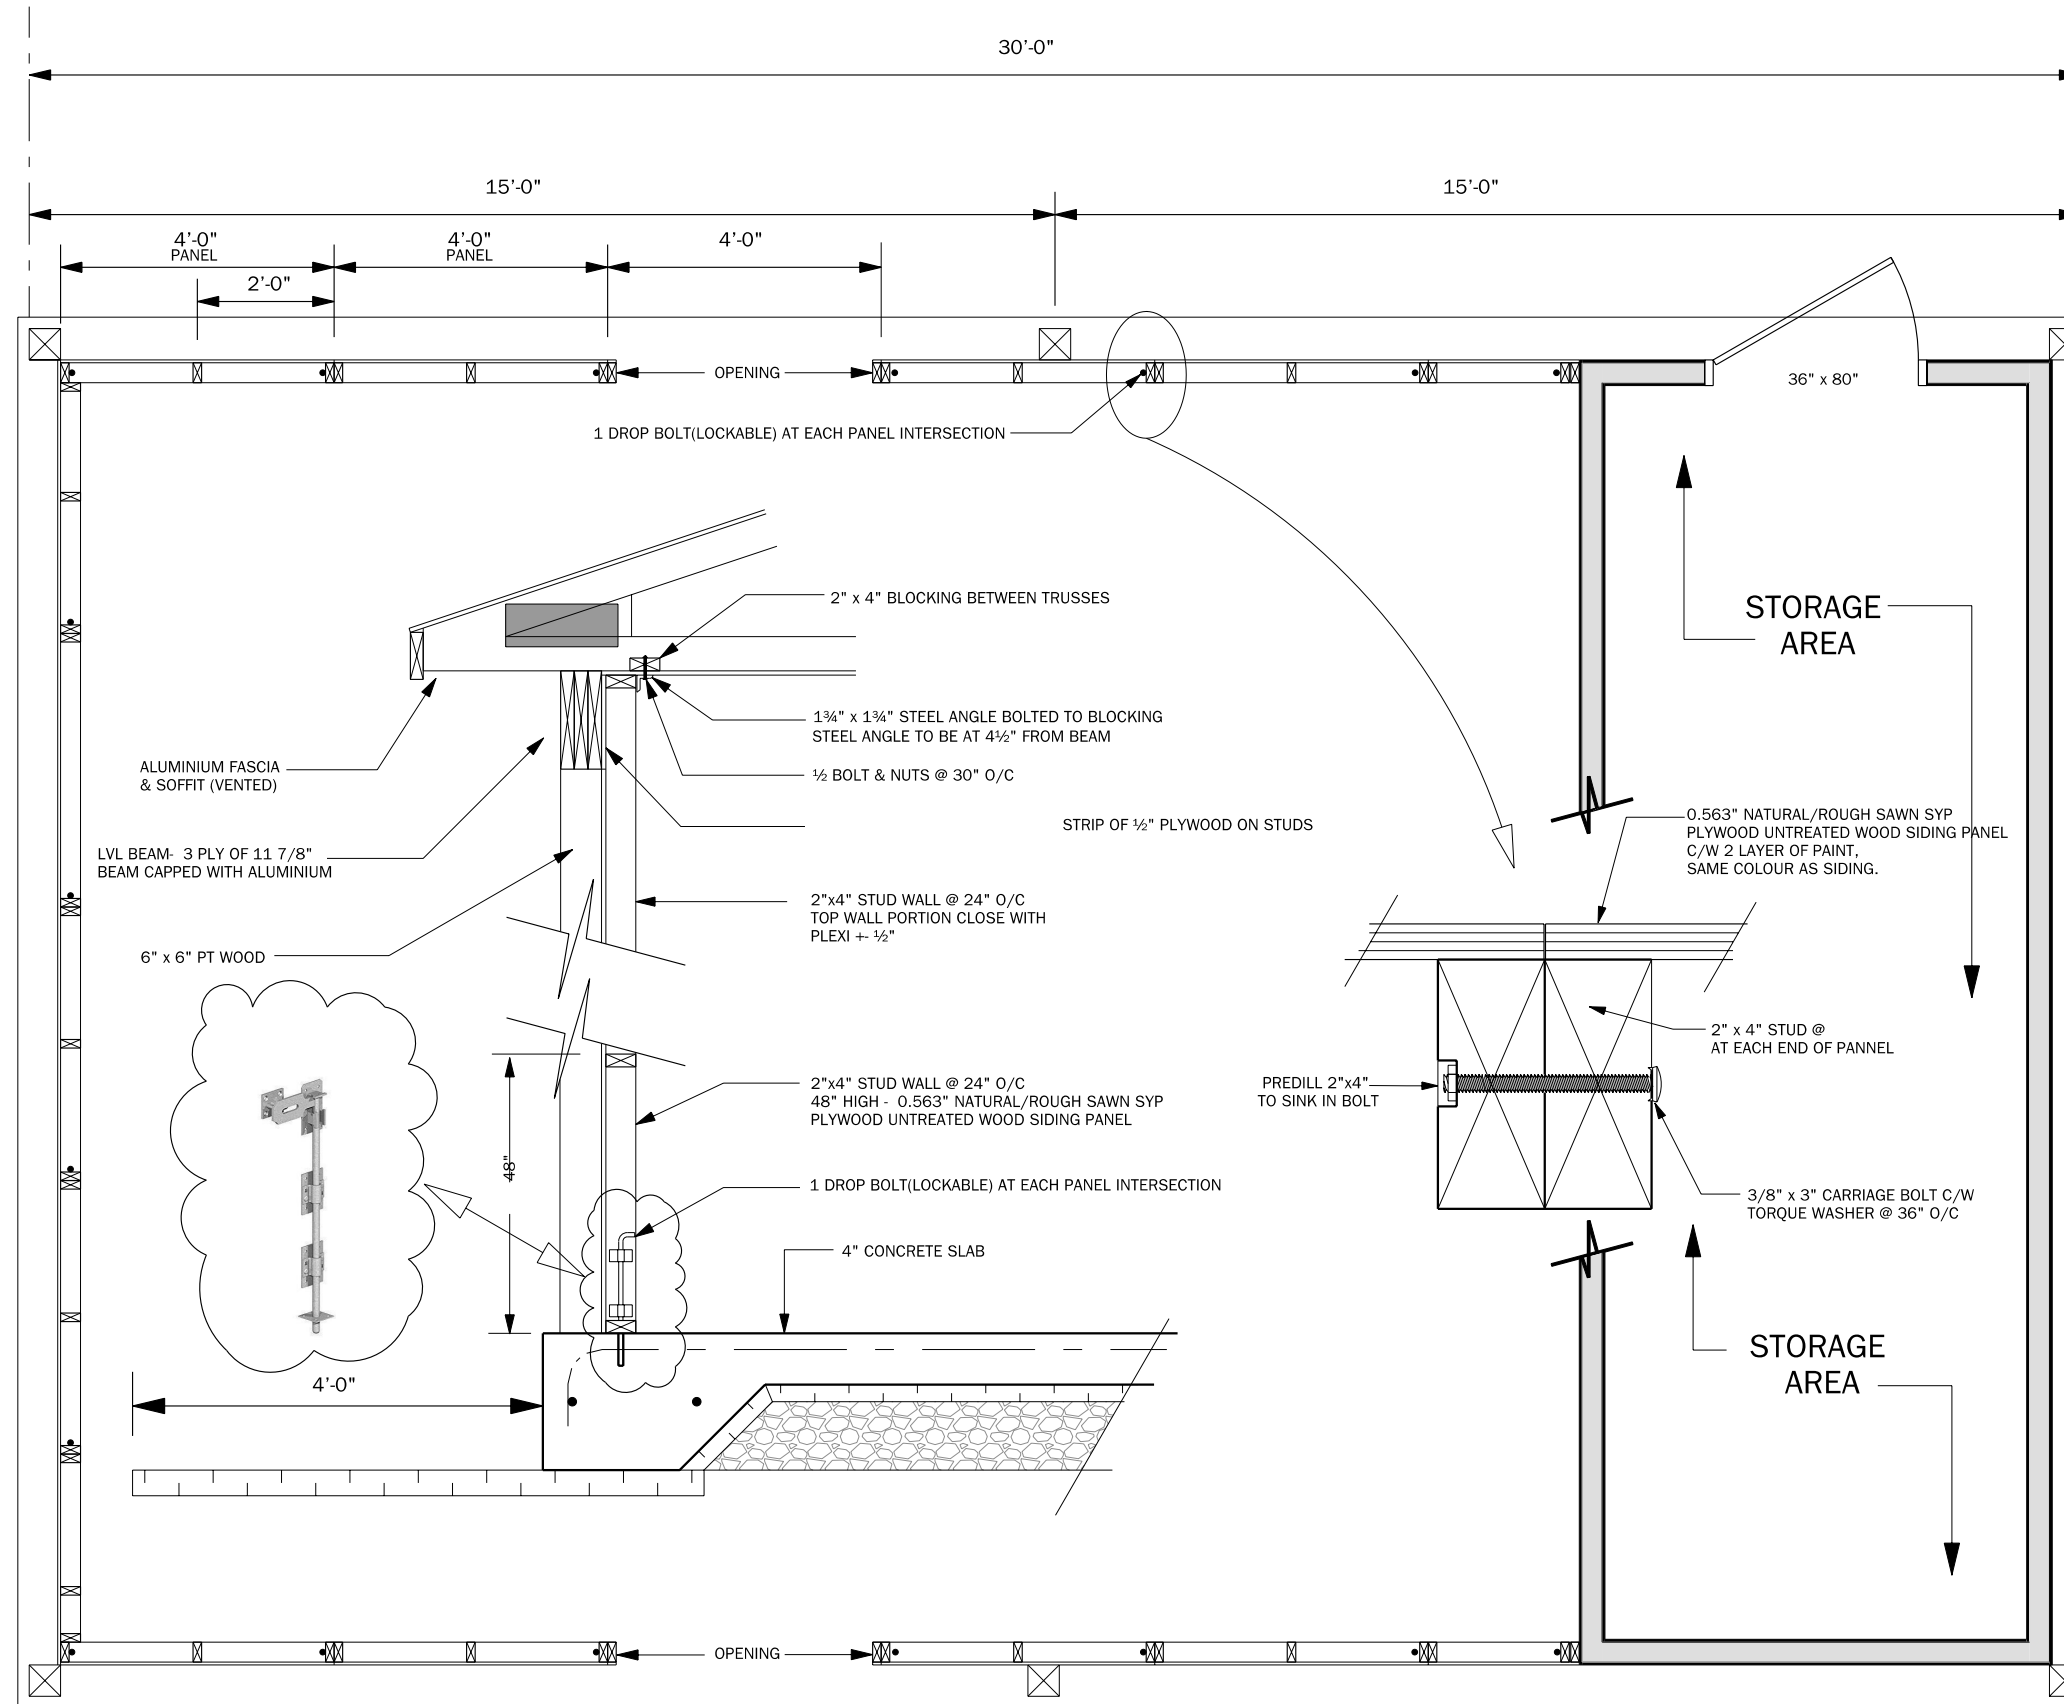 30'-0"
15'-0"
15'-0"
4'-0"
PANEL
4'-0"
PANEL
4'-0"
2'-0"
OPENING
36" x 80"
1 DROP BOLT(LOCKABLE) AT EACH PANEL INTERSECTION
2" x 4" BLOCKING BETWEEN TRUSSES
STORAGE
AREA
1¾" x 1¾" STEEL ANGLE BOLTED TO BLOCKING
STEEL ANGLE TO BE AT 4½" FROM BEAM
ALUMINIUM FASCIA
& SOFFIT (VENTED)
½ BOLT & NUTS @ 30" O/C
STRIP OF ½" PLYWOOD ON STUDS
0.563" NATURAL/ROUGH SAWN SYP
PLYWOOD UNTREATED WOOD SIDING PANEL
C/W 2 LAYER OF PAINT,
SAME COLOUR AS SIDING.
LVL BEAM-  3 PLY OF 11 7/8"
BEAM CAPPED WITH ALUMINIUM
2"x4" STUD WALL @ 24" O/C
TOP WALL PORTION CLOSE WITH
PLEXI +- ½"
6" x 6" PT WOOD
2" x 4" STUD @
AT EACH END OF PANNEL
2"x4" STUD WALL @ 24" O/C
48" HIGH -  0.563" NATURAL/ROUGH SAWN SYP
PLYWOOD UNTREATED WOOD SIDING PANEL
PREDILL 2"x4"
TO SINK IN BOLT
48"
1 DROP BOLT(LOCKABLE) AT EACH PANEL INTERSECTION
3/8" x 3" CARRIAGE BOLT C/W
TORQUE WASHER @ 36" O/C
4" CONCRETE SLAB
STORAGE
AREA
4'-0"
OPENING